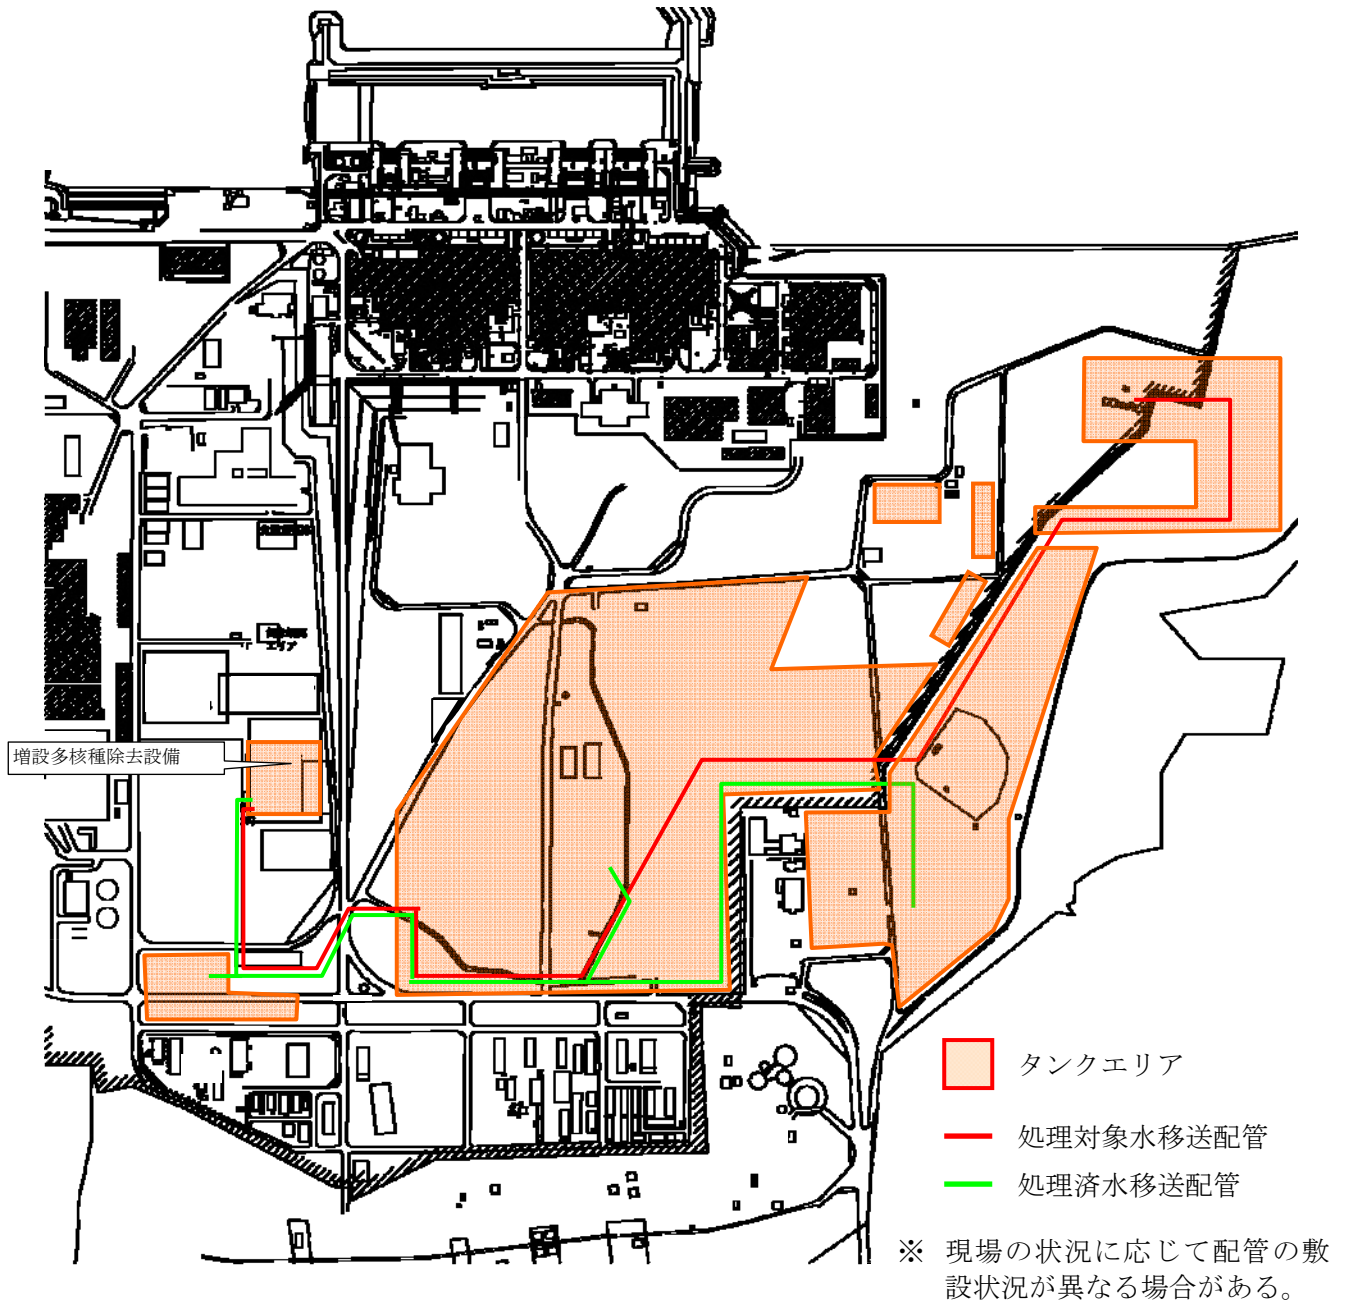 エリア
増設多核種除去設備
タンクエリア
処理対象水移送配管
処理済水移送配管
※ 現場の状況に応じて配管の敷
設状況が異なる場合がある。